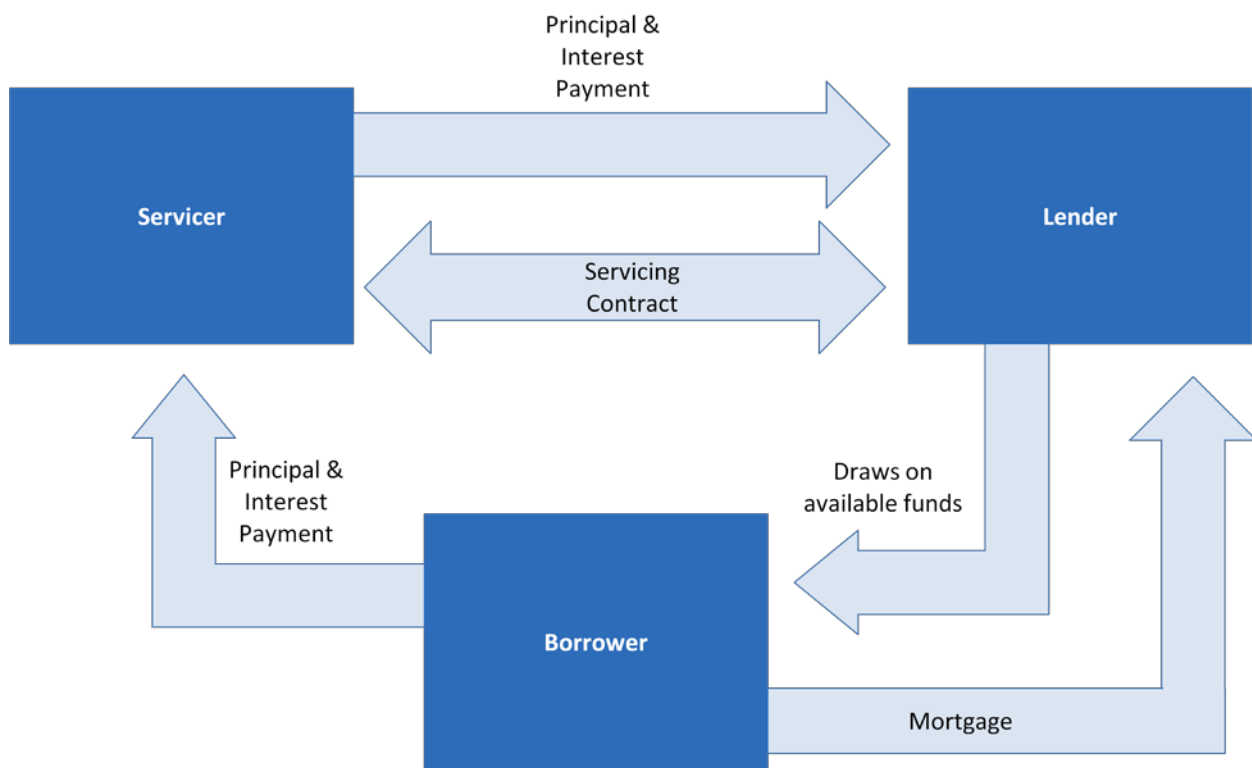 Principal &
Interest
Payment
Servicer
Lender
Servicing
Contract
Principal &
Interest
Payment
Draws on
available funds
Borrower
Mortgage